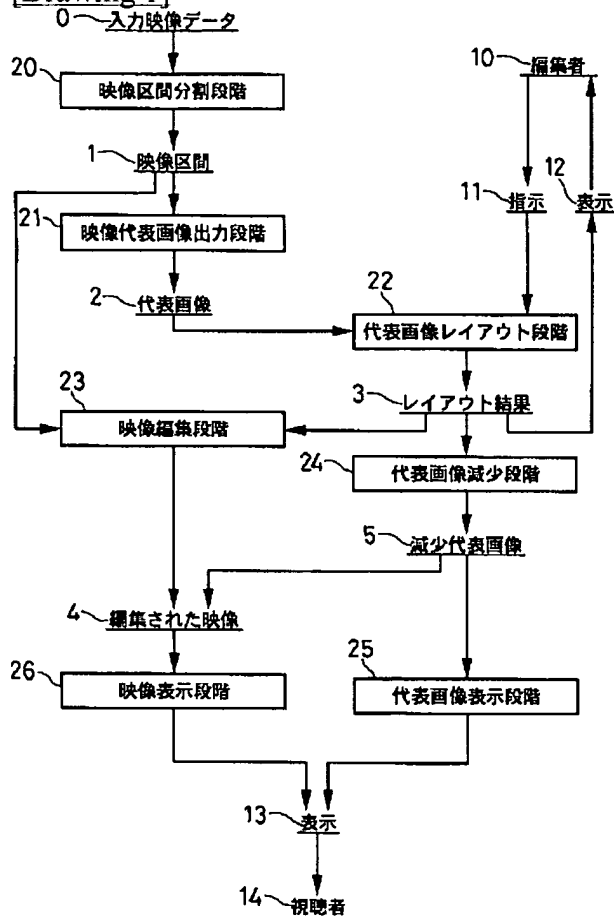 [Drawing 1]
0 入力映像データ
20 映像区間分割段階
10 編集者
1 映像区間
11 指示
12 表示
21 映像代表画像出力段階
2 代表画像
22 代表画像レイアウト段階
3 レイアウト結果
23 映像編集段階
24 代表画像減少段階
5 減少代表画像
4 編集された映像
26 映像表示段階
25 代表画像表示段階
13 表示
14 視聴者